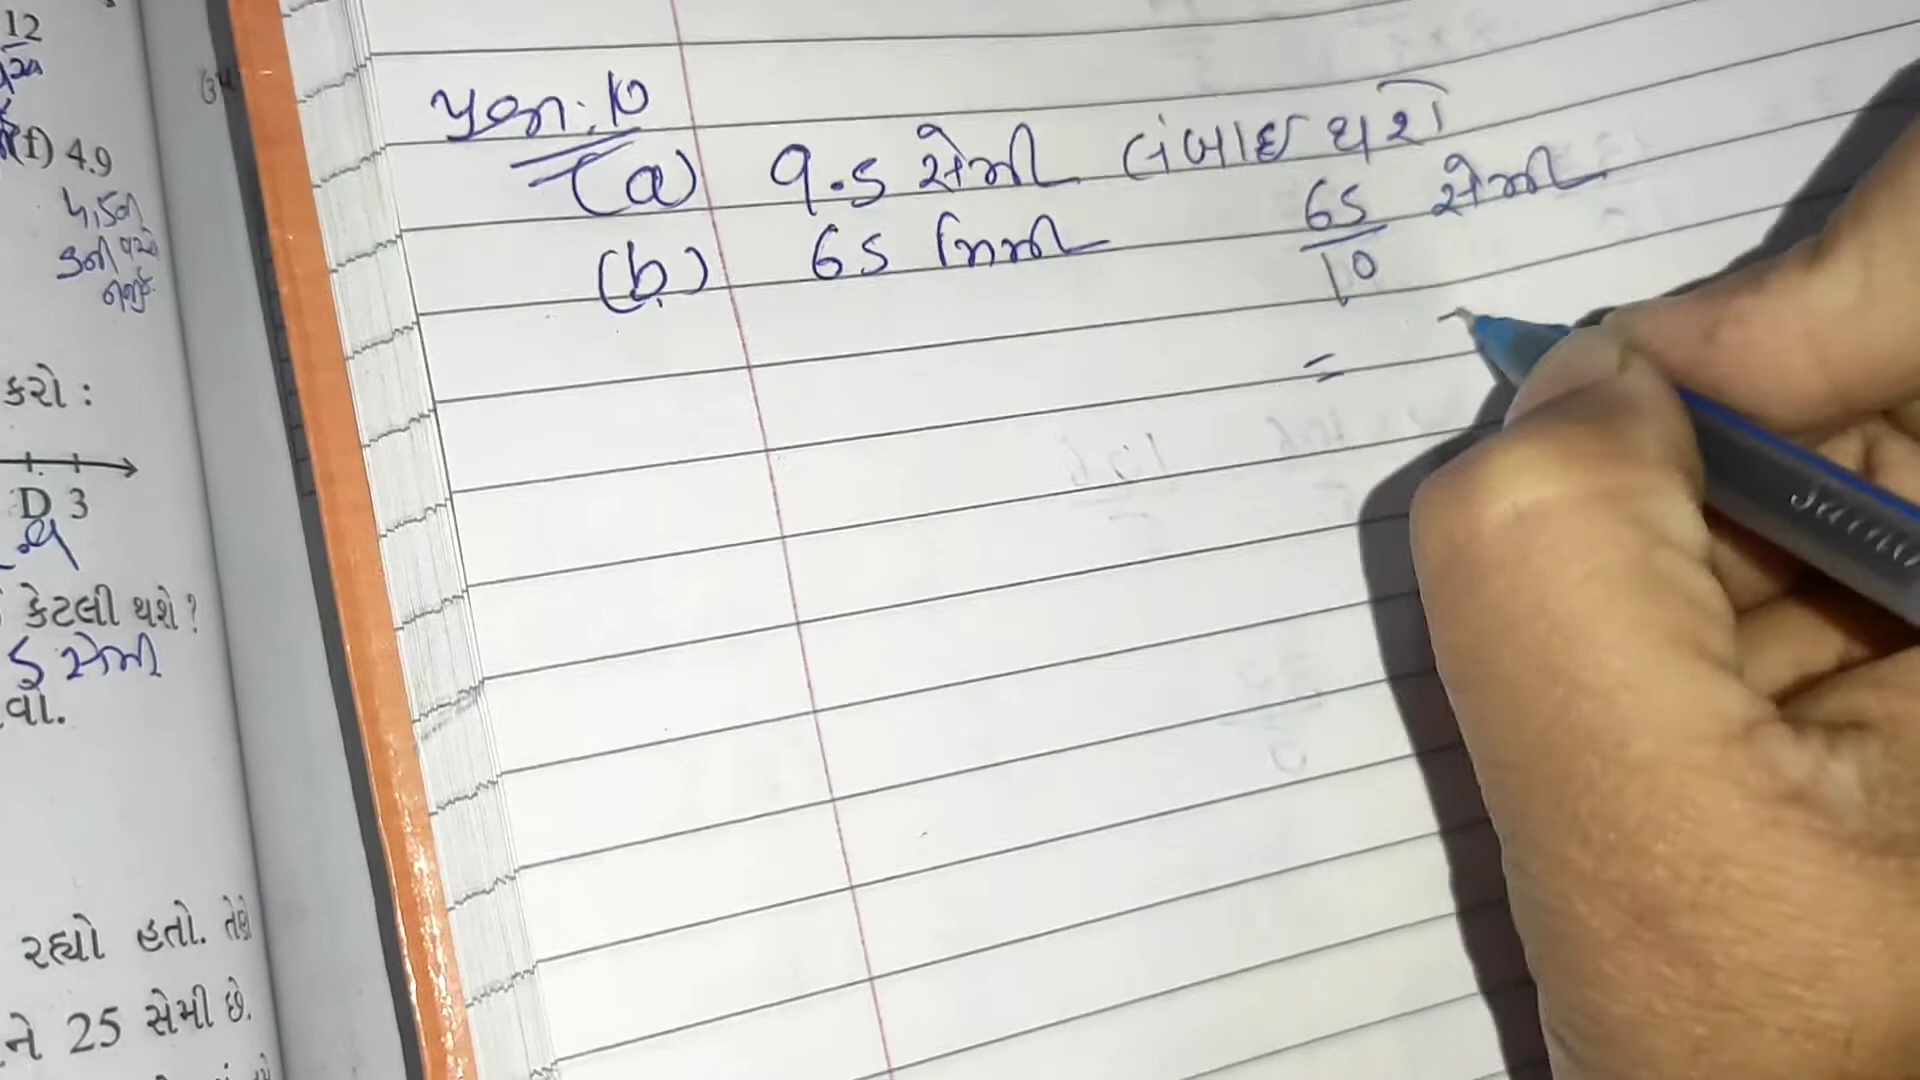 12
(f) 4.9
કરો :
D 3
કેટલી થશે?
5 સેમી
વા.
રહ્યો હતો. તેણે
ને 25 સેમી છે.
પ્રશ્ન: 10
(a) 9.5 સેમી લંબાઇ થશે
(b) 65 મિમી
65 સેમી
10
=